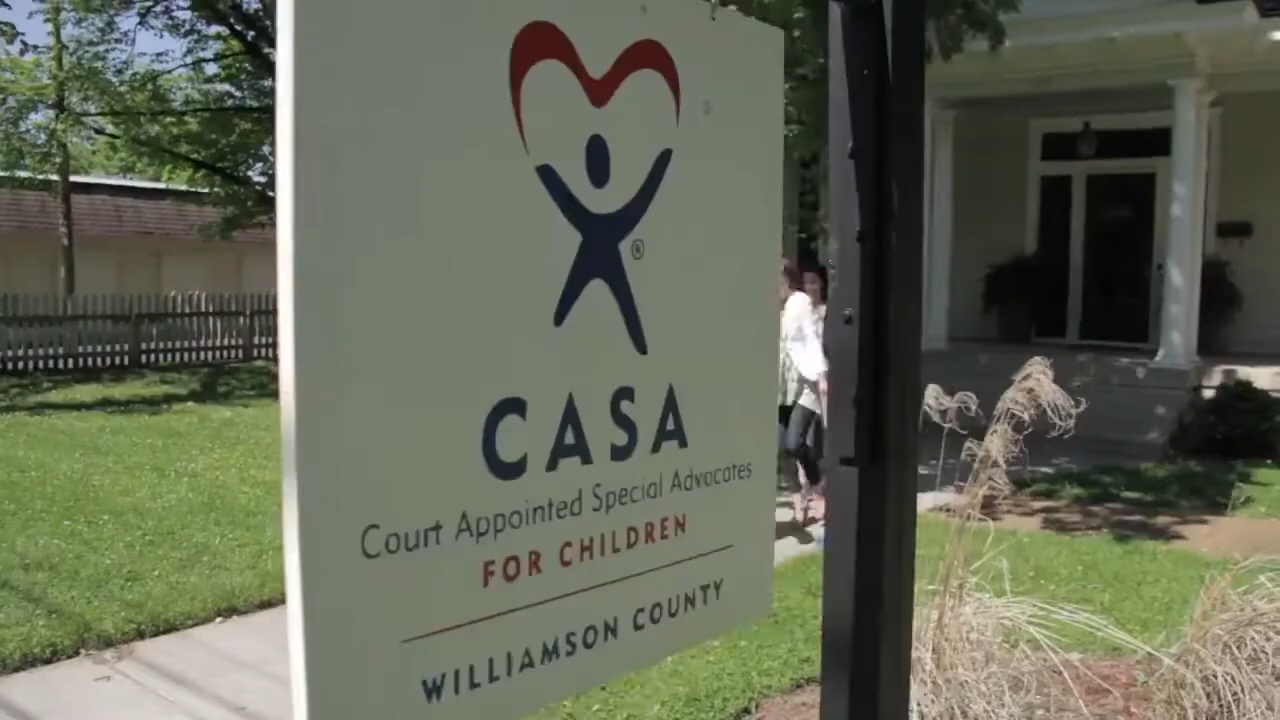 ®
CASA
Court Appointed Special Advocates
FOR CHILDREN
WILLIAMSON COUNTY